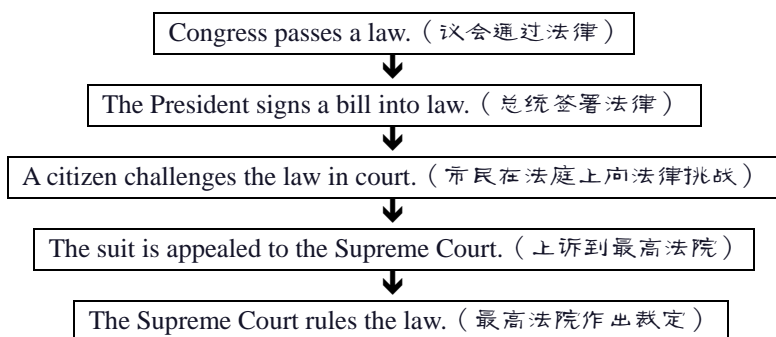 Congress passes a law.（议会通过法律）
The President signs a bill into law.（总统签署法律）
A citizen challenges the law in court.（市民在法庭上向法律挑战）
The suit is appealed to the Supreme Court.（上诉到最高法院）
The Supreme Court rules the law.（最高法院作出裁定）